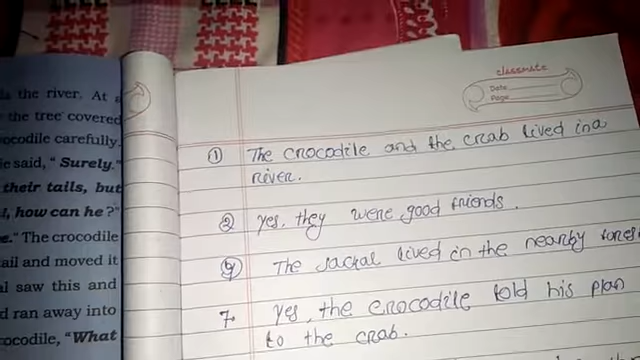 the river. At a
the tree covered
ocodile carefully.
e said, "Surely."
their tails, but
, how can he?"
e." The crocodile
ail and moved it
al saw this and
d ran away into
ocodile, "What
classmate
Date
Page
① The crocodile and the crab lived in a
river.
② yes, they were good friends.
④ The Jackal lived in the nearby forest
7. yes, the crocodile told his plan
to the crab.